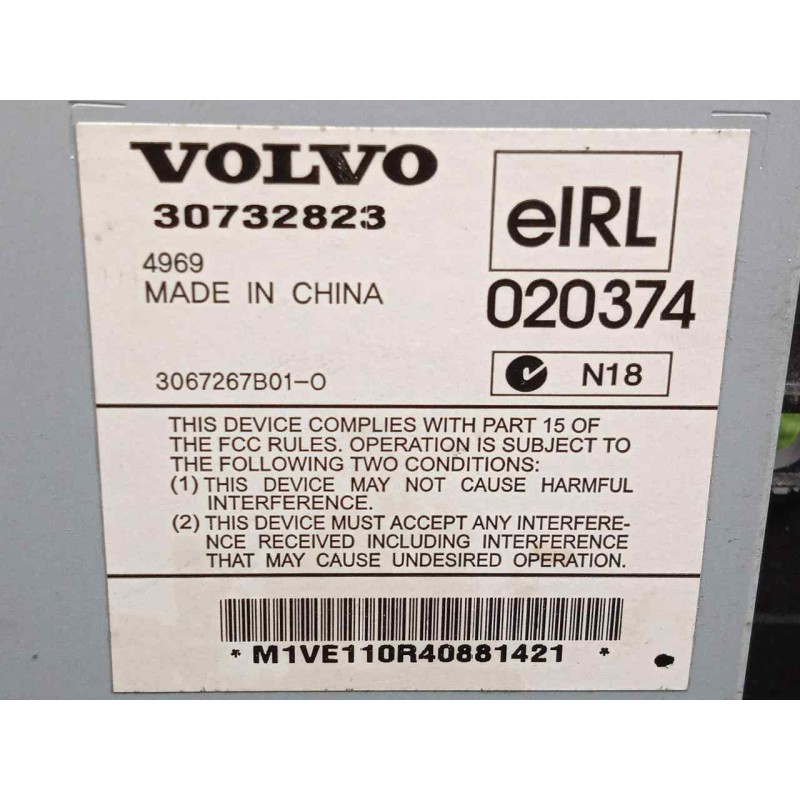 VOLVO
30732823
4969
MADE IN CHINA
3067267B01-O
eIRL
020374
N18
THIS DEVICE COMPLIES WITH PART 15 OF
THE FCC RULES. OPERATION IS SUBJECT TO
THE FOLLOWING TWO CONDITIONS:
(1) THIS DEVICE MAY NOT CAUSE HARMFUL
INTERFERENCE.
(2) THIS DEVICE MUST ACCEPT ANY INTERFERE-
NCE RECEIVED INCLUDING INTERFERENCE
THAT MAY CAUSE UNDESIRED OPERATION.
* M1VE110R40881421 *